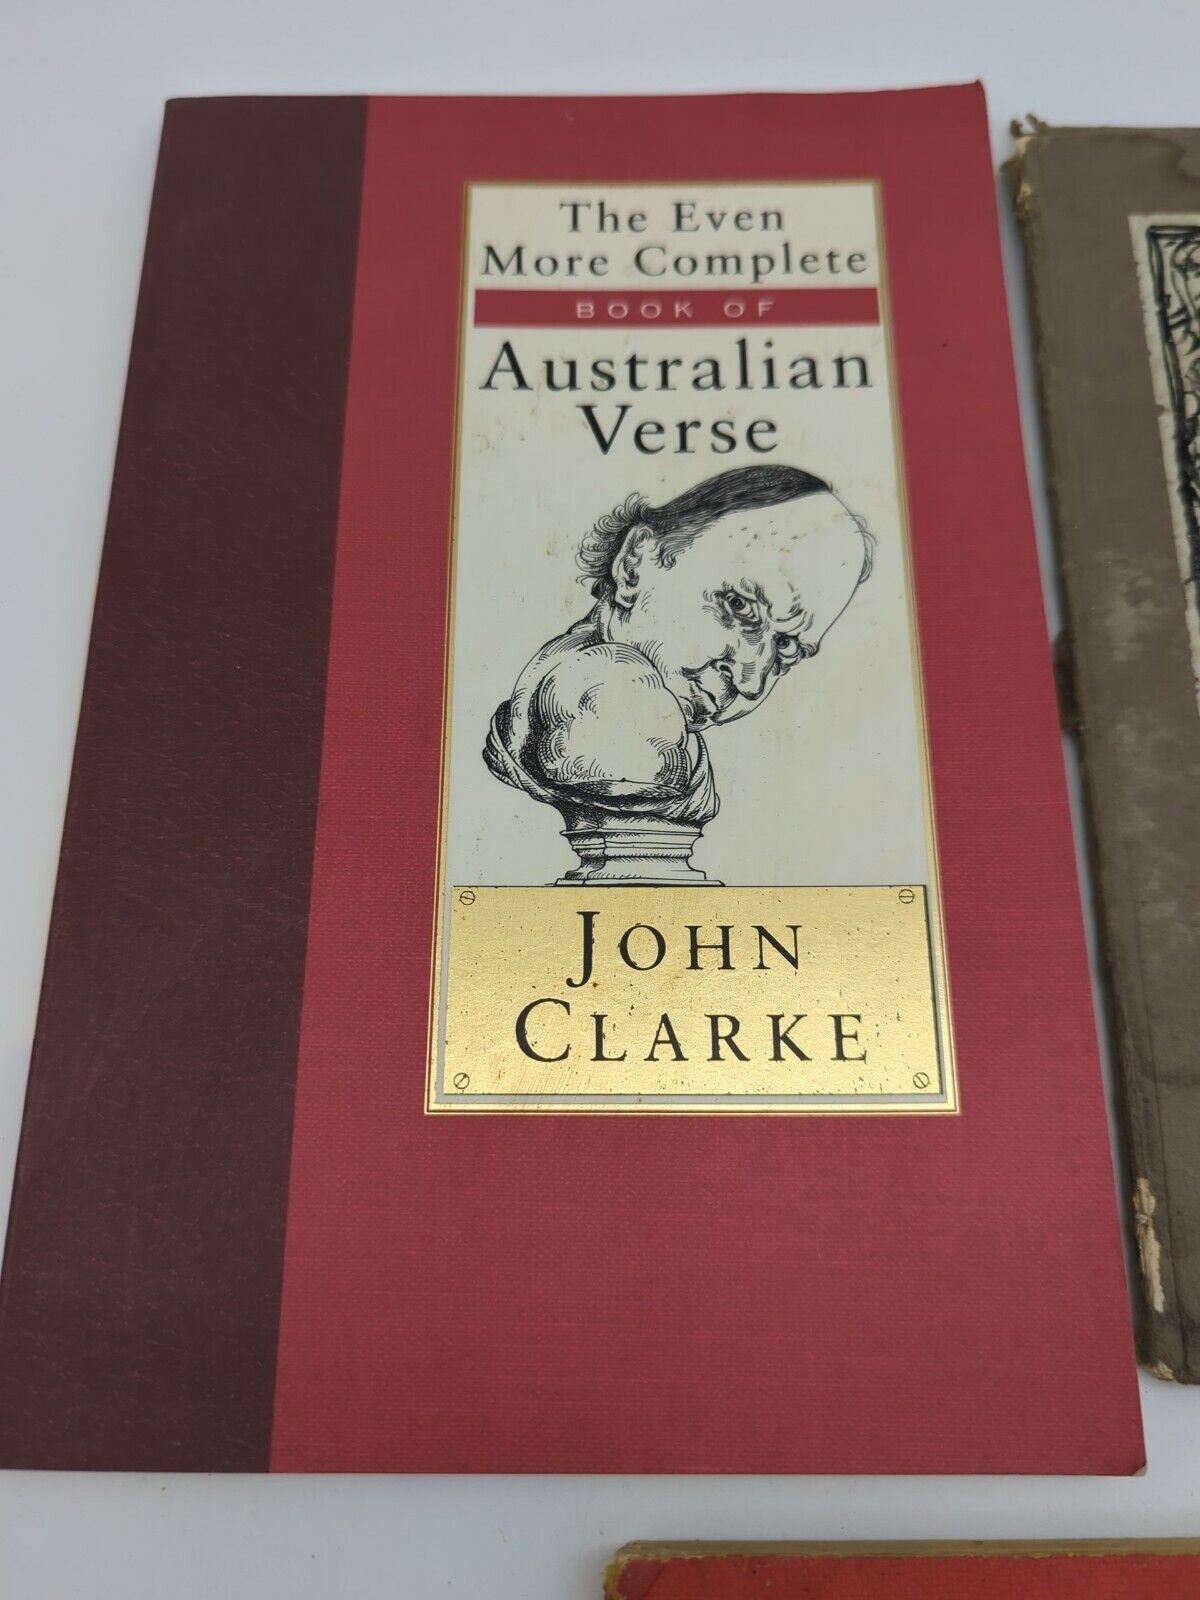 The Even
More Complete
BOOK OF
Australian
Verse
JOHN
CLARKE